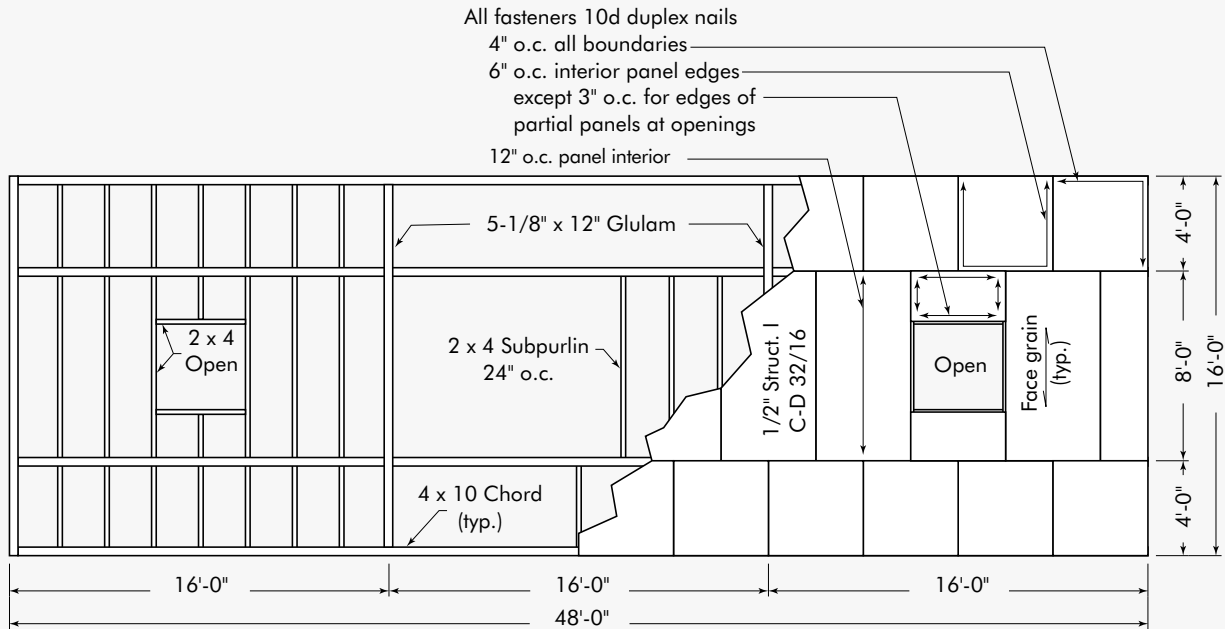 All fasteners 10d duplex nails
4" o.c. all boundaries
6" o.c. interior panel edges
except 3" o.c. for edges of
partial panels at openings
12" o.c. panel interior
5-1/8" x 12" Glulam
2 x 4
Open
2 x 4 Subpurlin
24" o.c.
1/2" Struct. I
C-D 32/16
Open
Face grain
(typ.)
4 x 10 Chord
(typ.)
4'-0"
8'-0"
4'-0"
16'-0"
16'-0"
16'-0"
16'-0"
48'-0"